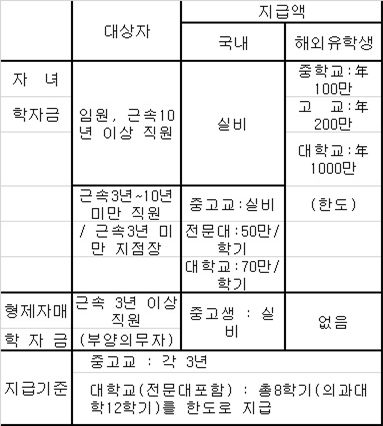 대상자
지급액
국내
해외유학생
자 녀
학자금
임원, 근속10
년 이상 직원
실비
중학교:年
100만
고 교:年
200만
대학교:年
1000만
근속3년~10년
미만 직원
/ 근속3년 미
만 지점장
중고교:실비
전문대:50만/
학기
대학교:70만/
학기
(한도)
형제자매
학 자 금
근속 3년 이상
직원
(부양의무자)
중고생 : 실
비
없음
지급기준
중고교 : 각 3년
대학교(전문대포함) : 총8학기(의과대
학12학기)를 한도로 지급